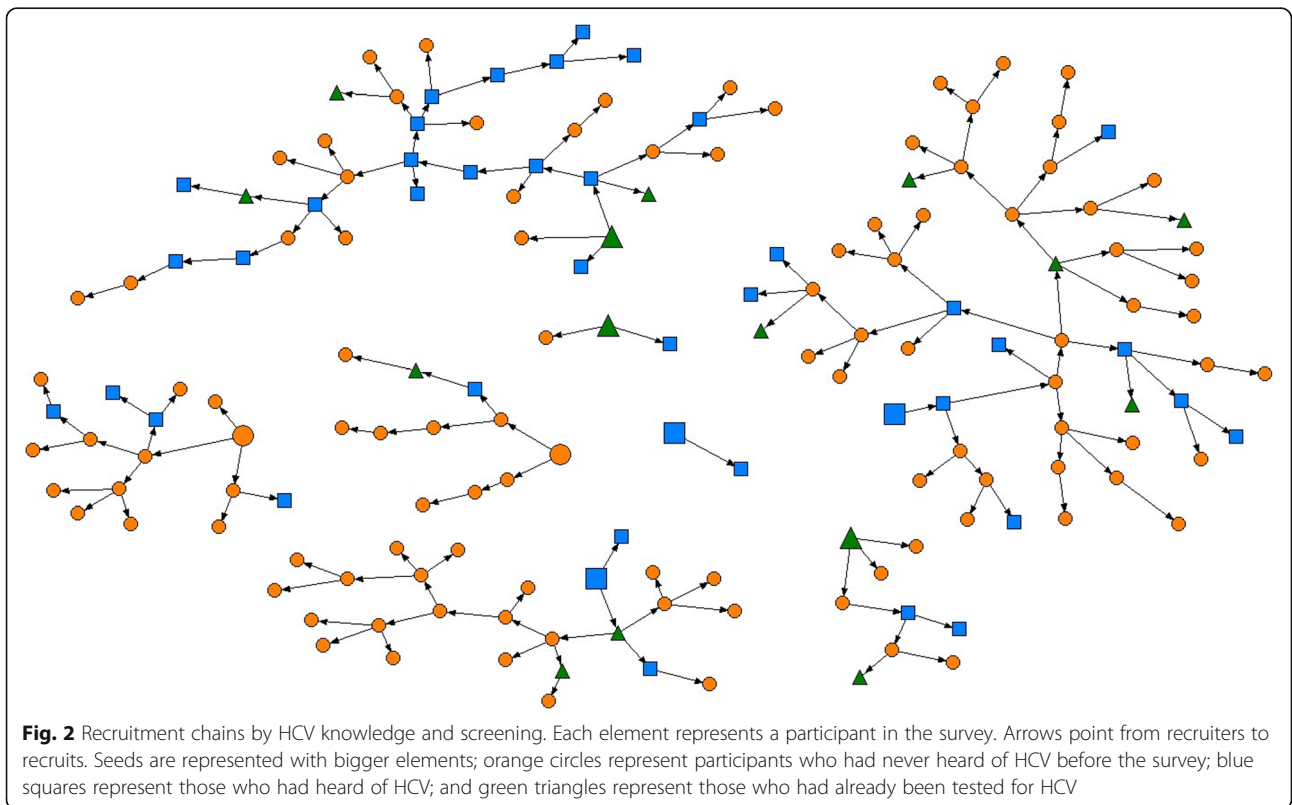 Fig. 2 Recruitment chains by HCV knowledge and screening. Each element represents a participant in the survey. Arrows point from recruiters to
recruits. Seeds are represented with bigger elements; orange circles represent participants who had never heard of HCV before the survey; blue
squares represent those who had heard of HCV; and green triangles represent those who had already been tested for HCV